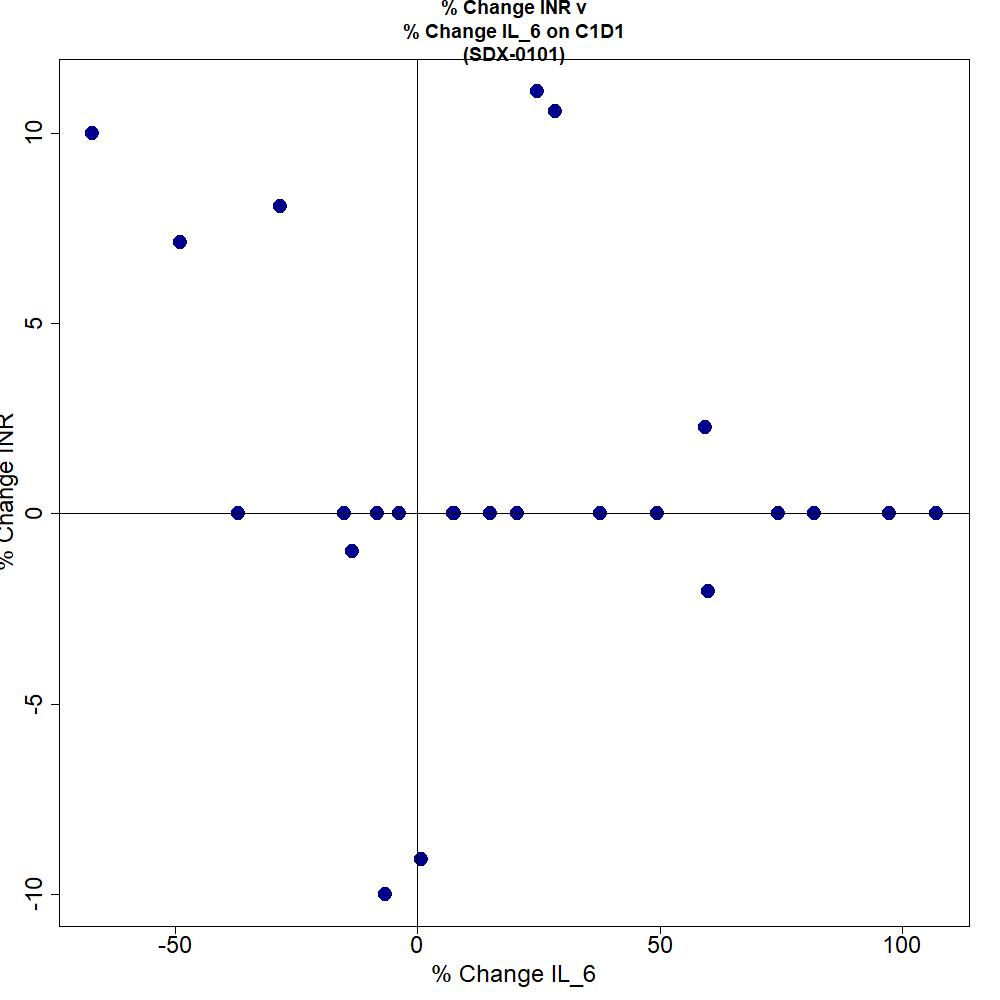 % Change INR v
% Change IL_6 on C1D1
(SDX-0101)
10
5
0
-5
-10
% Change INR
-50
0
50
100
% Change IL_6